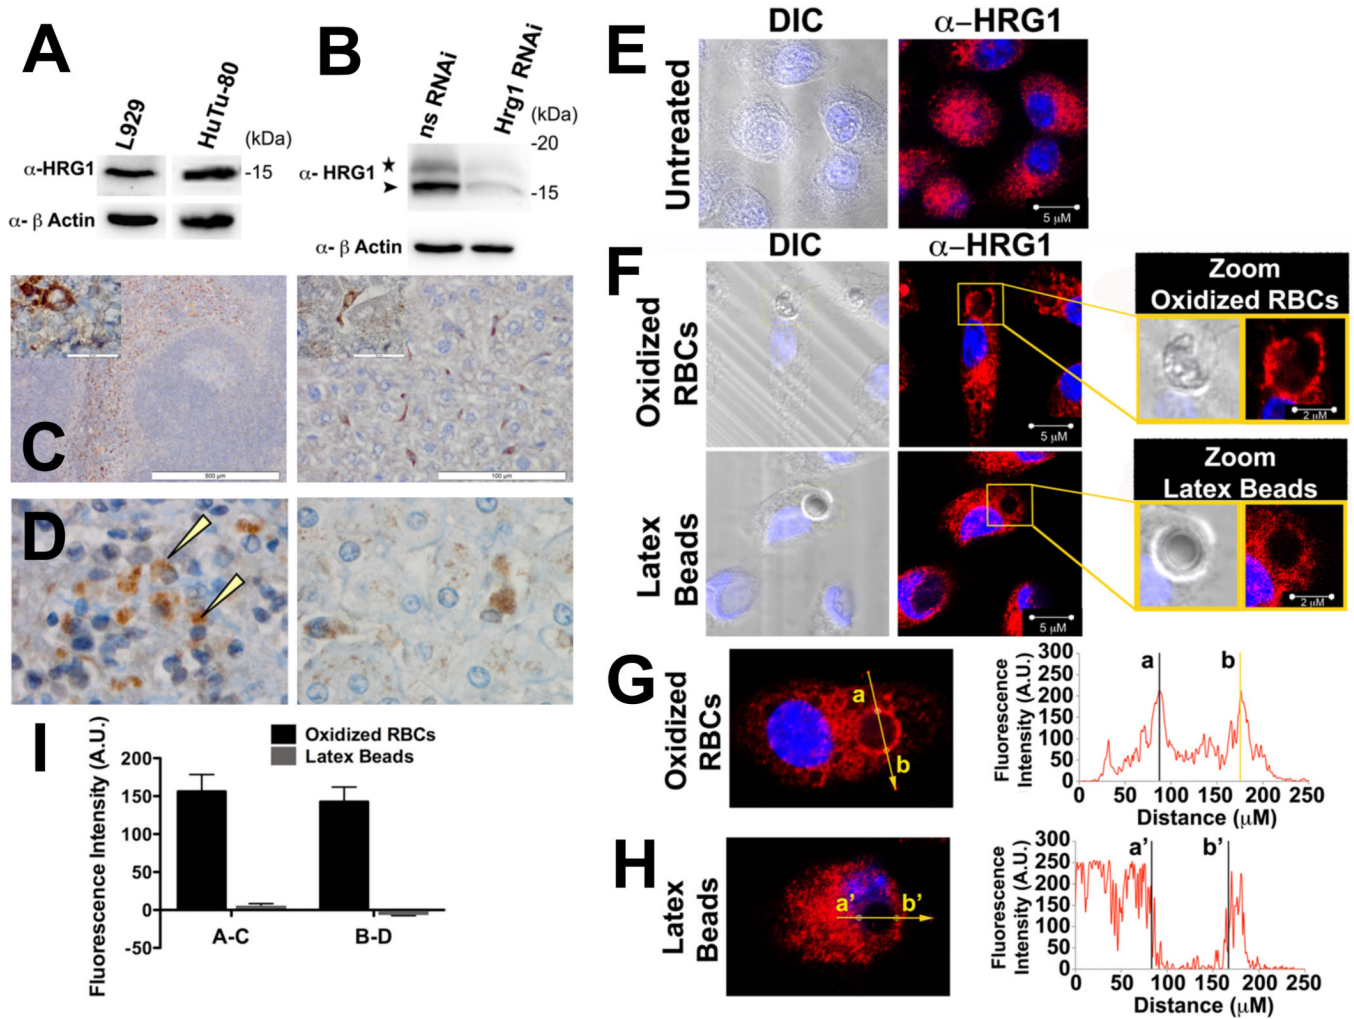 A
L929
HuTu-80
(kDa)
α-HRG1
-15
α- β Actin
B
ns RNAi
Hrg1 RNAi
(kDa)
-20
α- HRG1
-15
α- β Actin
C
500 µm
100 µm
D
E
DIC
α-HRG1
Untreated
5 µM
F
DIC
α-HRG1
Oxidized
RBCs
5 µM
Zoom
Oxidized RBCs
2 µM
Latex
Beads
5 µM
Zoom
Latex Beads
2 µM
G
Oxidized
RBCs
a
b
Fluorescence
Intensity (A.U.)
300
250
200
150
100
50
0
a
b
0 50 100 150 200 250
Distance (µM)
H
Latex
Beads
a'
b'
Fluorescence
Intensity (A.U.)
300
250
200
150
100
50
0
a'
b'
0 50 100 150 200 250
Distance (µM)
I
Oxidized RBCs
Latex Beads
Fluorescence Intensity (A.U.)
200
150
100
50
0
-50
A-C
B-D